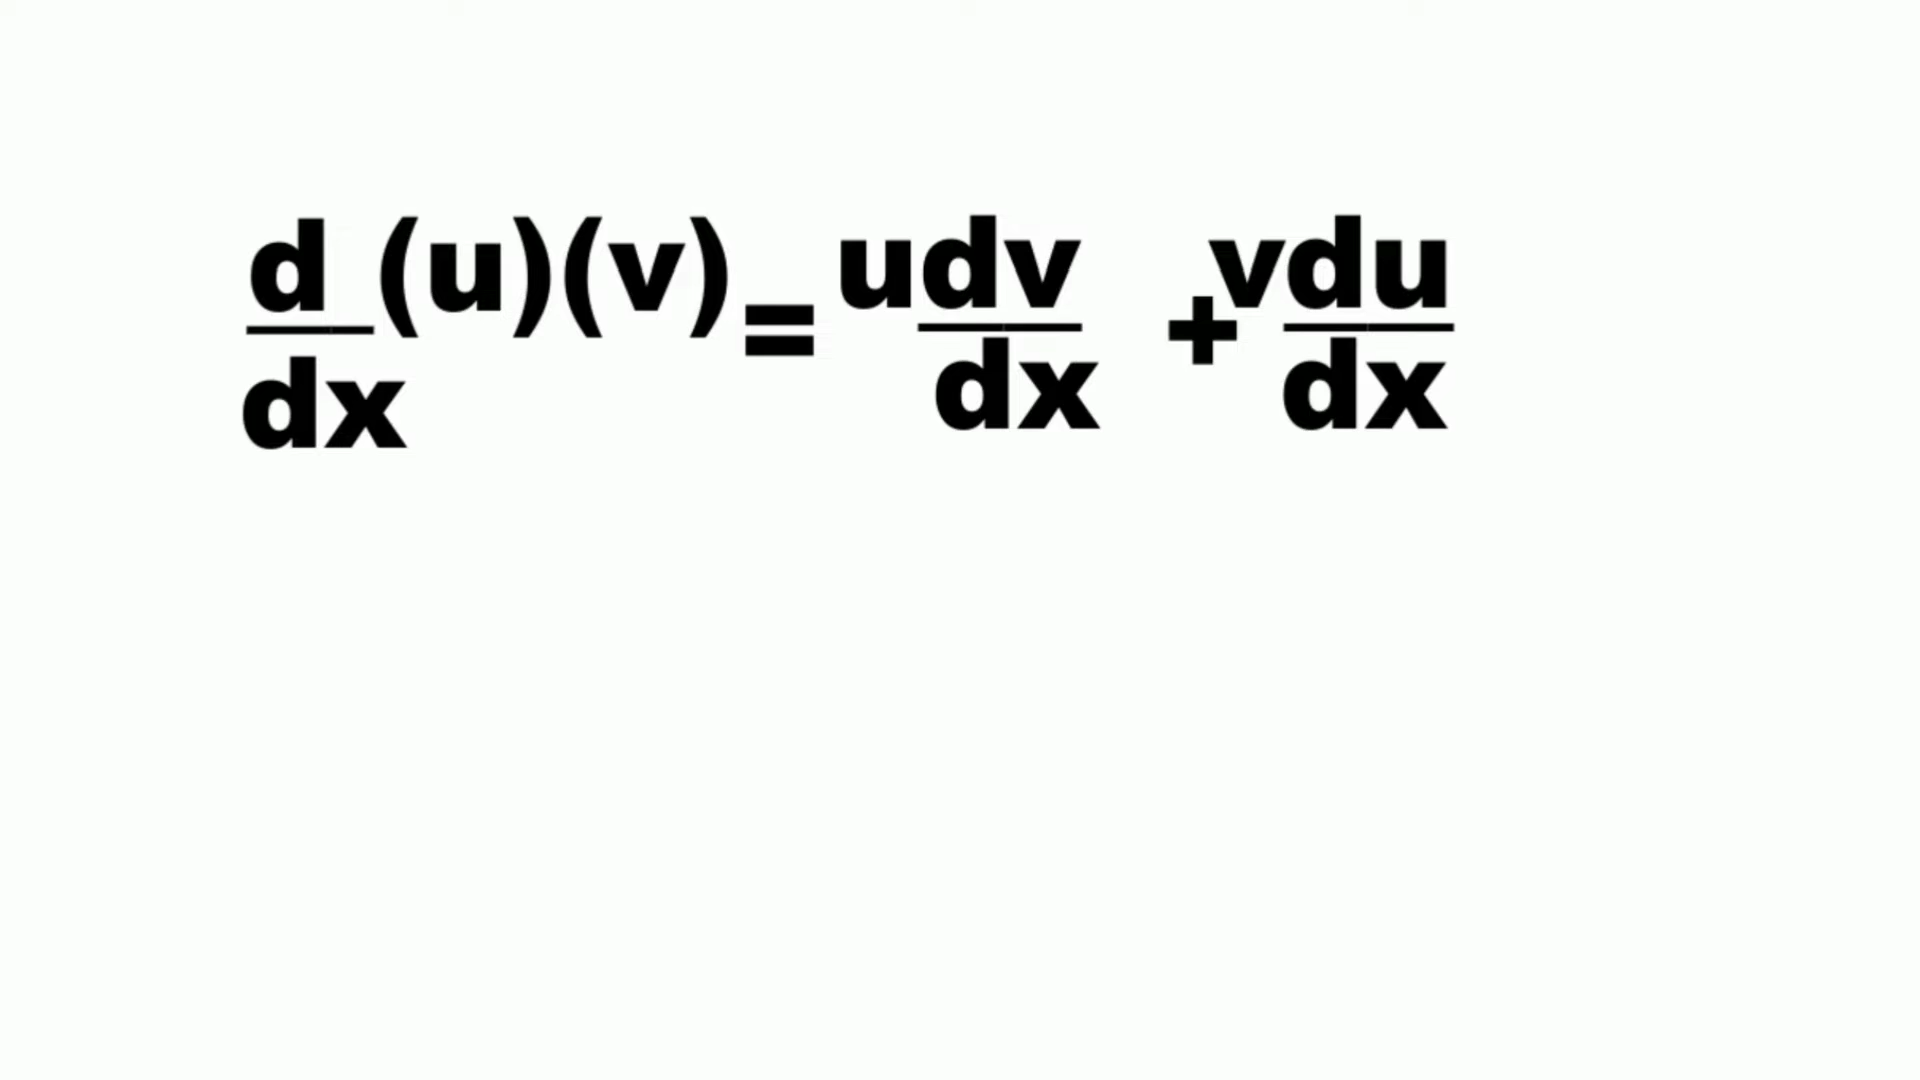 d (u)(v) = udv + vdu
dx dx dx